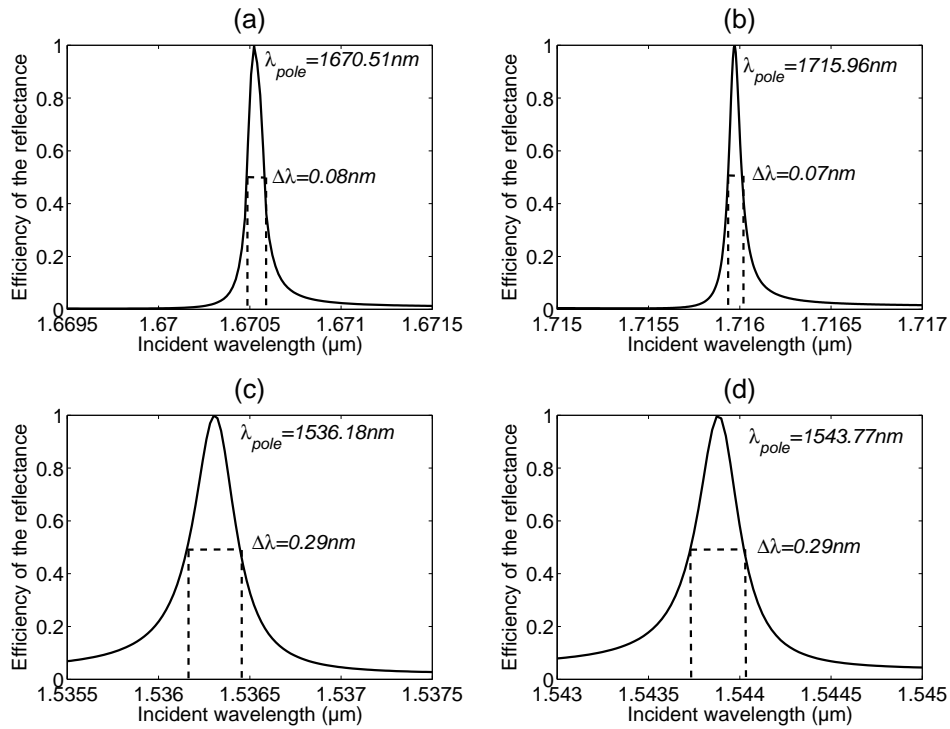 (a)
Efficiency of the reflectance
1
0.8
0.6
0.4
0.2
0
λpole=1670.51nm
Δλ=0.08nm
1.6695 1.67 1.6705 1.671 1.6715
Incident wavelength (µm)
(b)
Efficiency of the reflectance
1
0.8
0.6
0.4
0.2
0
λpole=1715.96nm
Δλ=0.07nm
1.715 1.7155 1.716 1.7165 1.717
Incident wavelength (µm)
(c)
Efficiency of the reflectance
1
0.8
0.6
0.4
0.2
0
λpole=1536.18nm
Δλ=0.29nm
1.5355 1.536 1.5365 1.537 1.5375
Incident wavelength (µm)
(d)
Efficiency of the reflectance
1
0.8
0.6
0.4
0.2
0
λpole=1543.77nm
Δλ=0.29nm
1.543 1.5435 1.544 1.5445 1.545
Incident wavelength (µm)